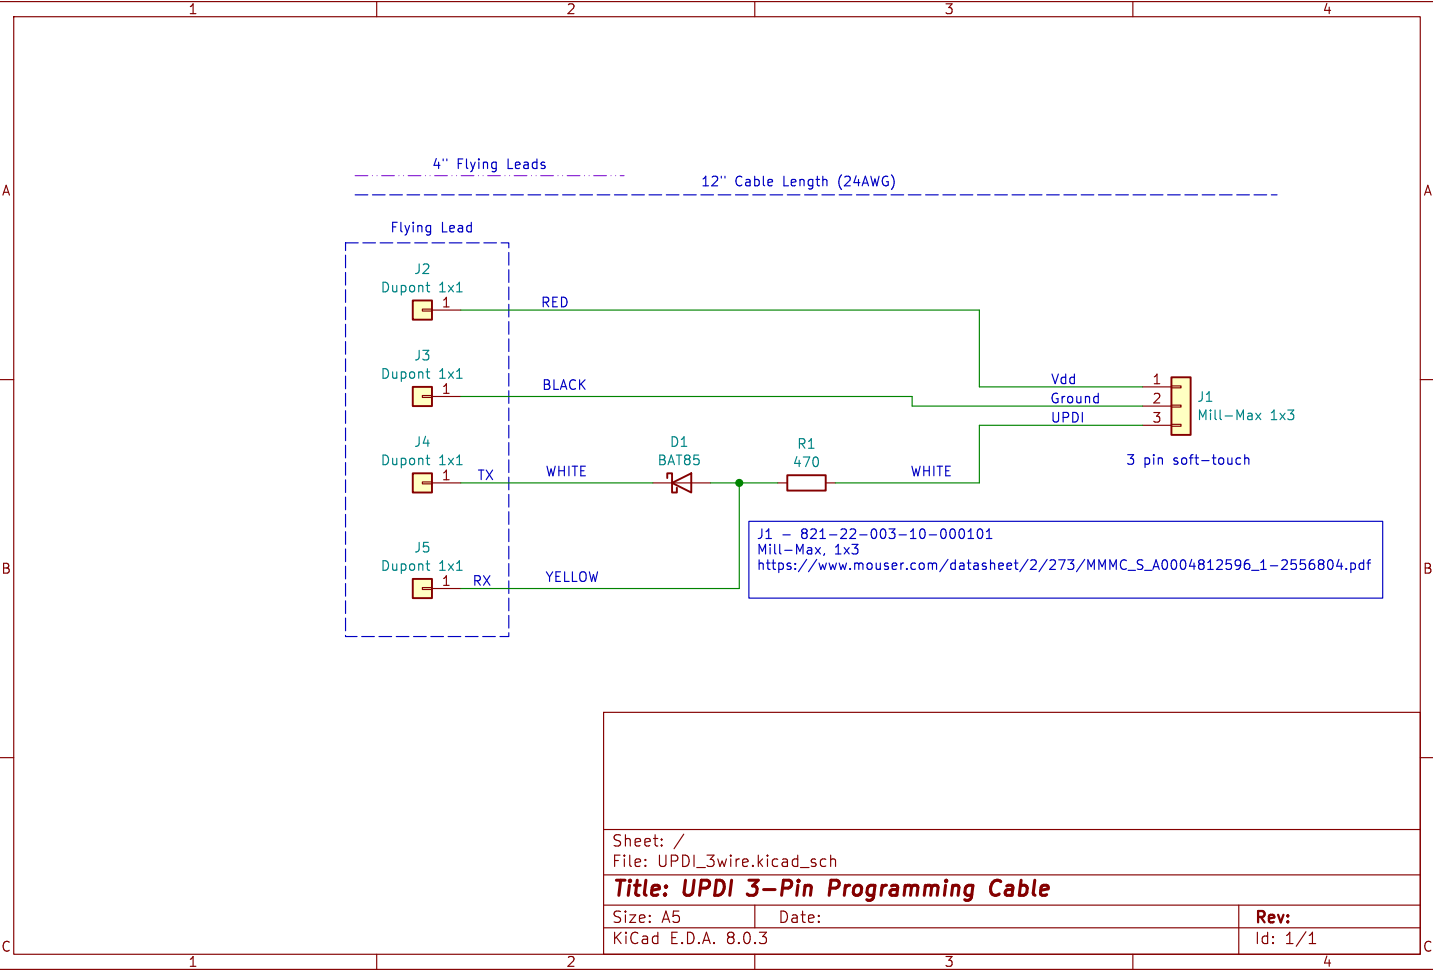 1 2 3 4
A A
B B
C C
4" Flying Leads
12" Cable Length (24AWG)
Flying Lead
J2
Dupont 1x1
1
RED
J3
Dupont 1x1
1
BLACK
Vdd
1
Ground
2
UPDI
3
J1
Mill-Max 1x3
3 pin soft-touch
J4
Dupont 1x1
1
TX
WHITE
D1
BAT85
R1
470
WHITE
J5
Dupont 1x1
1
RX
YELLOW
J1 - 821-22-003-10-000101
Mill-Max, 1x3
https://www.mouser.com/datasheet/2/273/MMMC_S_A0004812596_1-2556804.pdf
Sheet: /
File: UPDI_3wire.kicad_sch
Title: UPDI 3-Pin Programming Cable
Size: A5 Date: Rev:
KiCad E.D.A. 8.0.3 Id: 1/1
1 2 3 4